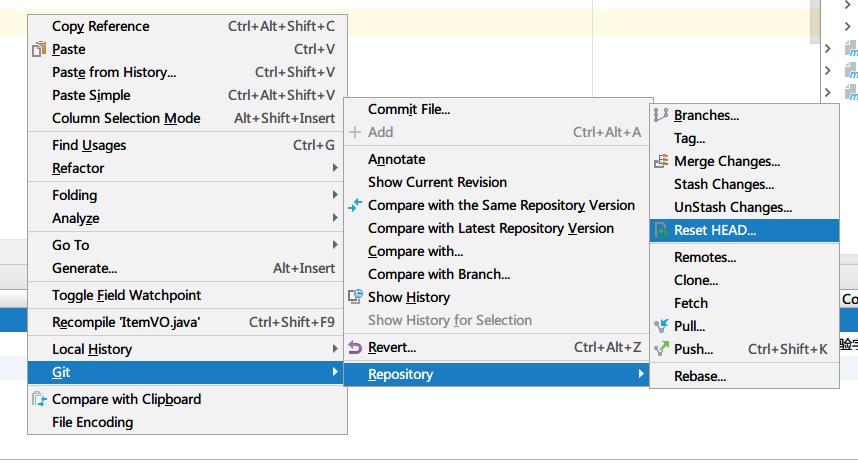 Copy Reference Ctrl+Alt+Shift+C
Paste Ctrl+V
Paste from History... Ctrl+Shift+V
Paste Simple Ctrl+Alt+Shift+V
Column Selection Mode Alt+Shift+Insert
Find Usages Ctrl+G
Refactor
Folding
Analyze
Go To
Generate... Alt+Insert
Toggle Field Watchpoint
Recompile 'ItemVO.java' Ctrl+Shift+F9
Local History
Git
Compare with Clipboard
File Encoding
Commit File...
Add Ctrl+Alt+A
Annotate
Show Current Revision
Compare with the Same Repository Version
Compare with Latest Repository Version
Compare with...
Compare with Branch...
Show History
Show History for Selection
Revert... Ctrl+Alt+Z
Repository
Branches...
Tag...
Merge Changes...
Stash Changes...
UnStash Changes...
Reset HEAD...
Remotes...
Clone...
Fetch
Pull...
Push... Ctrl+Shift+K
Rebase...
Co
验字